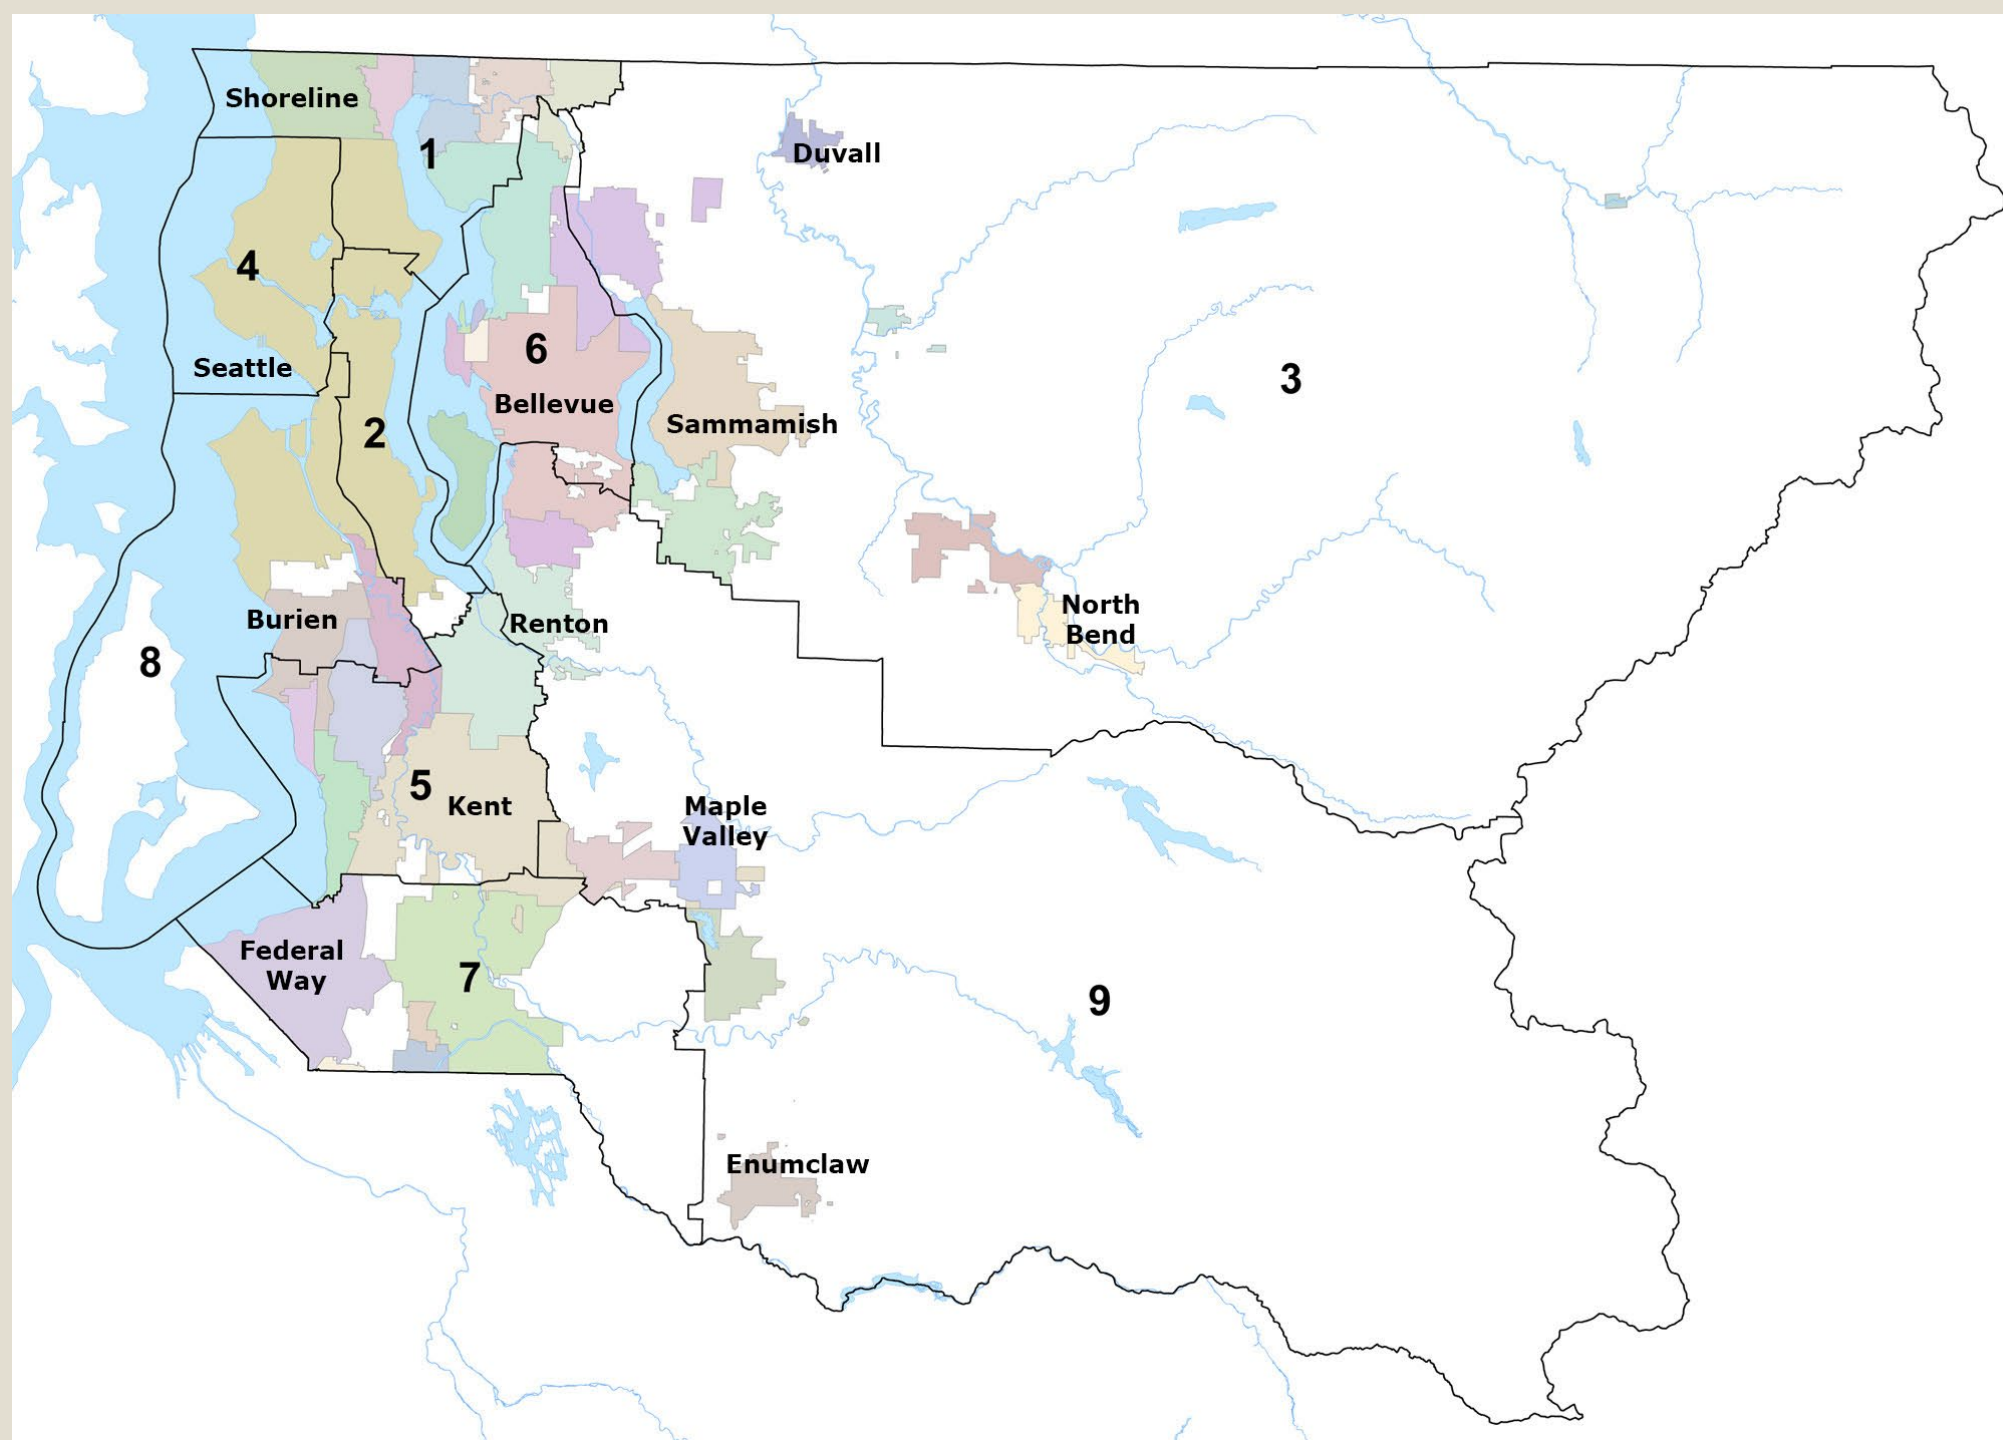 Shoreline
1
Duvall
4
6
Seattle
3
Bellevue
Sammamish
2
North
Bend
Burien
Renton
8
5
Kent
Maple
Valley
Federal
Way
7
9
Enumclaw